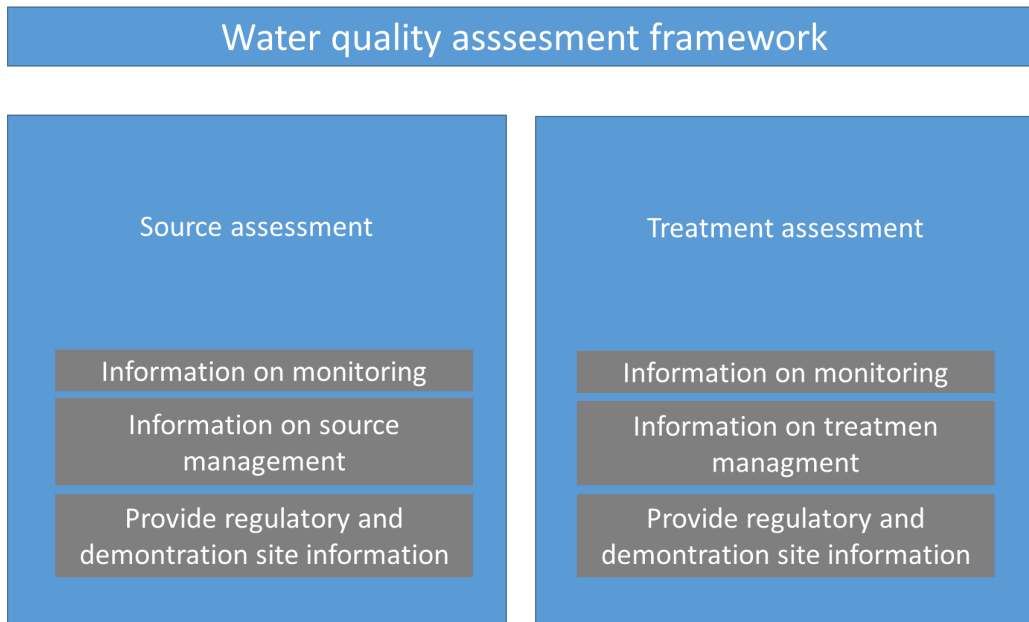 Water quality asssesment framework
Source assessment
Information on monitoring
Information on source
management
Provide regulatory and
demontration site information
Treatment assessment
Information on monitoring
Information on treatmen
managment
Provide regulatory and
demontration site information